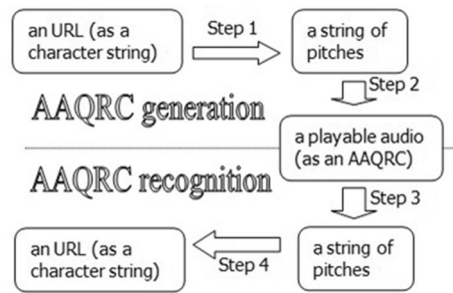 an URL (as a
character string)
Step 1
a string of
pitches
Step 2
AAQRC generation
a playable audio
(as an AAQRC)
AAQRC recognition
Step 3
an URL (as a
character string)
Step 4
a string of
pitches